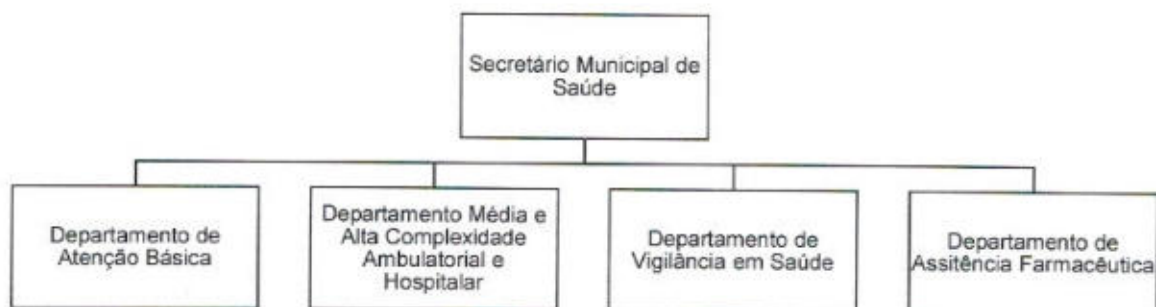 Secretário Municipal de
Saúde
Departamento de
Atenção Básica
Departamento Média e
Alta Complexidade
Ambulatorial e
Hospitalar
Departamento de
Vigilância em Saúde
Departamento de
Assitência Farmacêutica